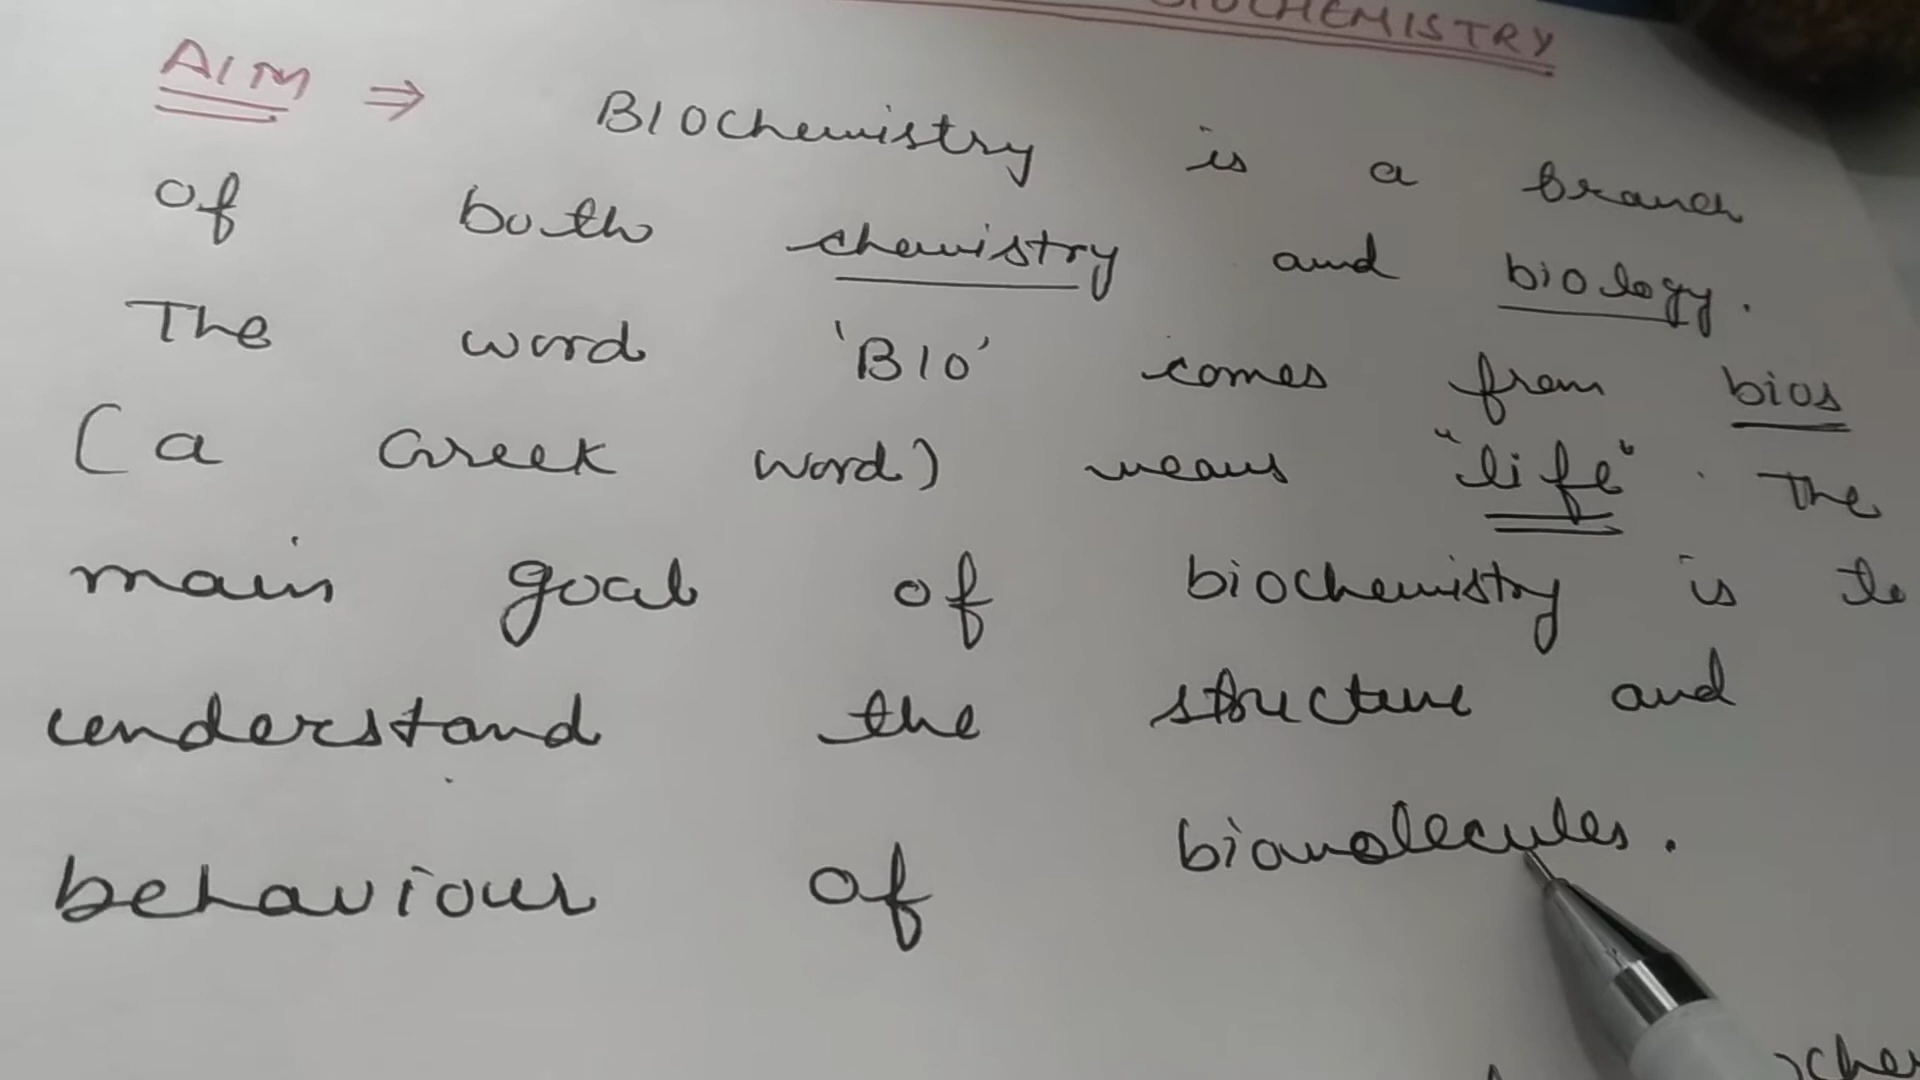 BIOCHEMISTRY
AIM ⇒ BIOchemistry is a branch
of both chemistry and biology.
The word 'BIO' comes from bios
(a Greek word) means "life". The
main goal of biochemistry is to
understand the structure and
behaviour of biomolecules.